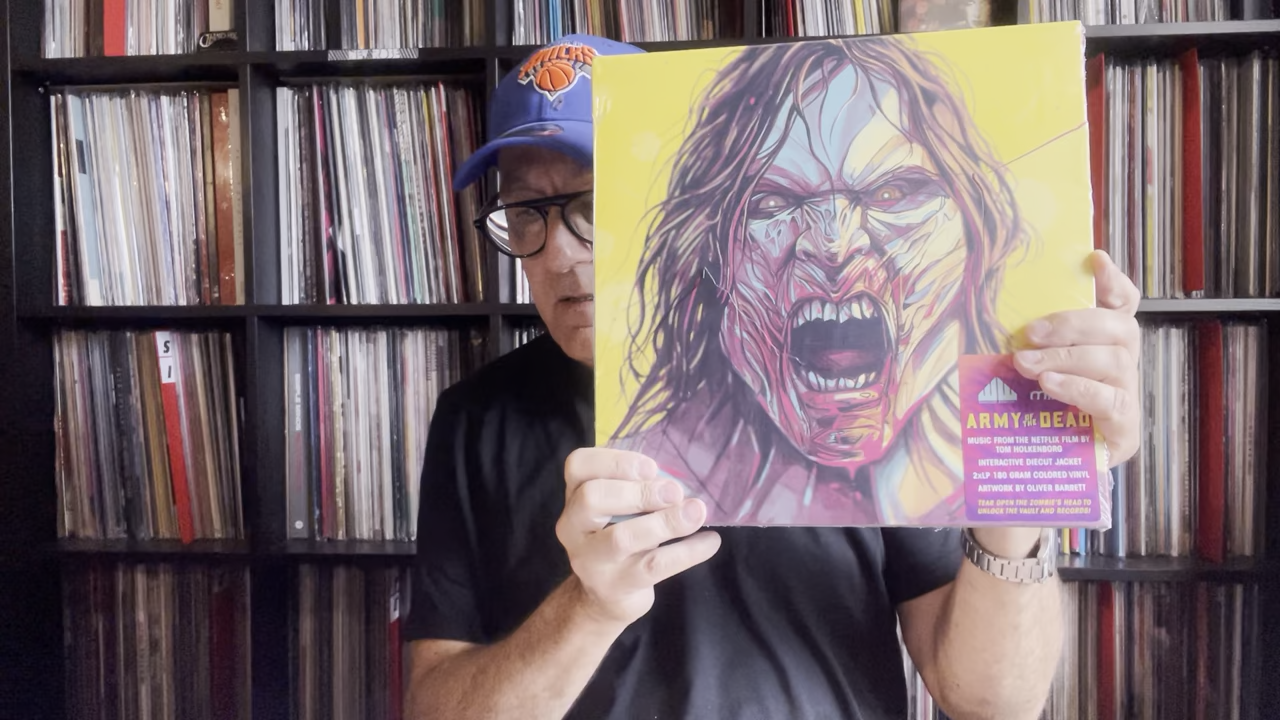 KNICKS
S
I
ARMY OF THE DEAD
MUSIC FROM THE NETFLIX FILM BY
TOM HOLKENBORG
INTERACTIVE DIECUT JACKET
2xLP 180 GRAM COLORED VINYL
ARTWORK BY OLIVER BARRETT
TEAR OPEN THE ZOMBIE'S HEAD TO
UNLOCK THE VAULT AND RECORDS!